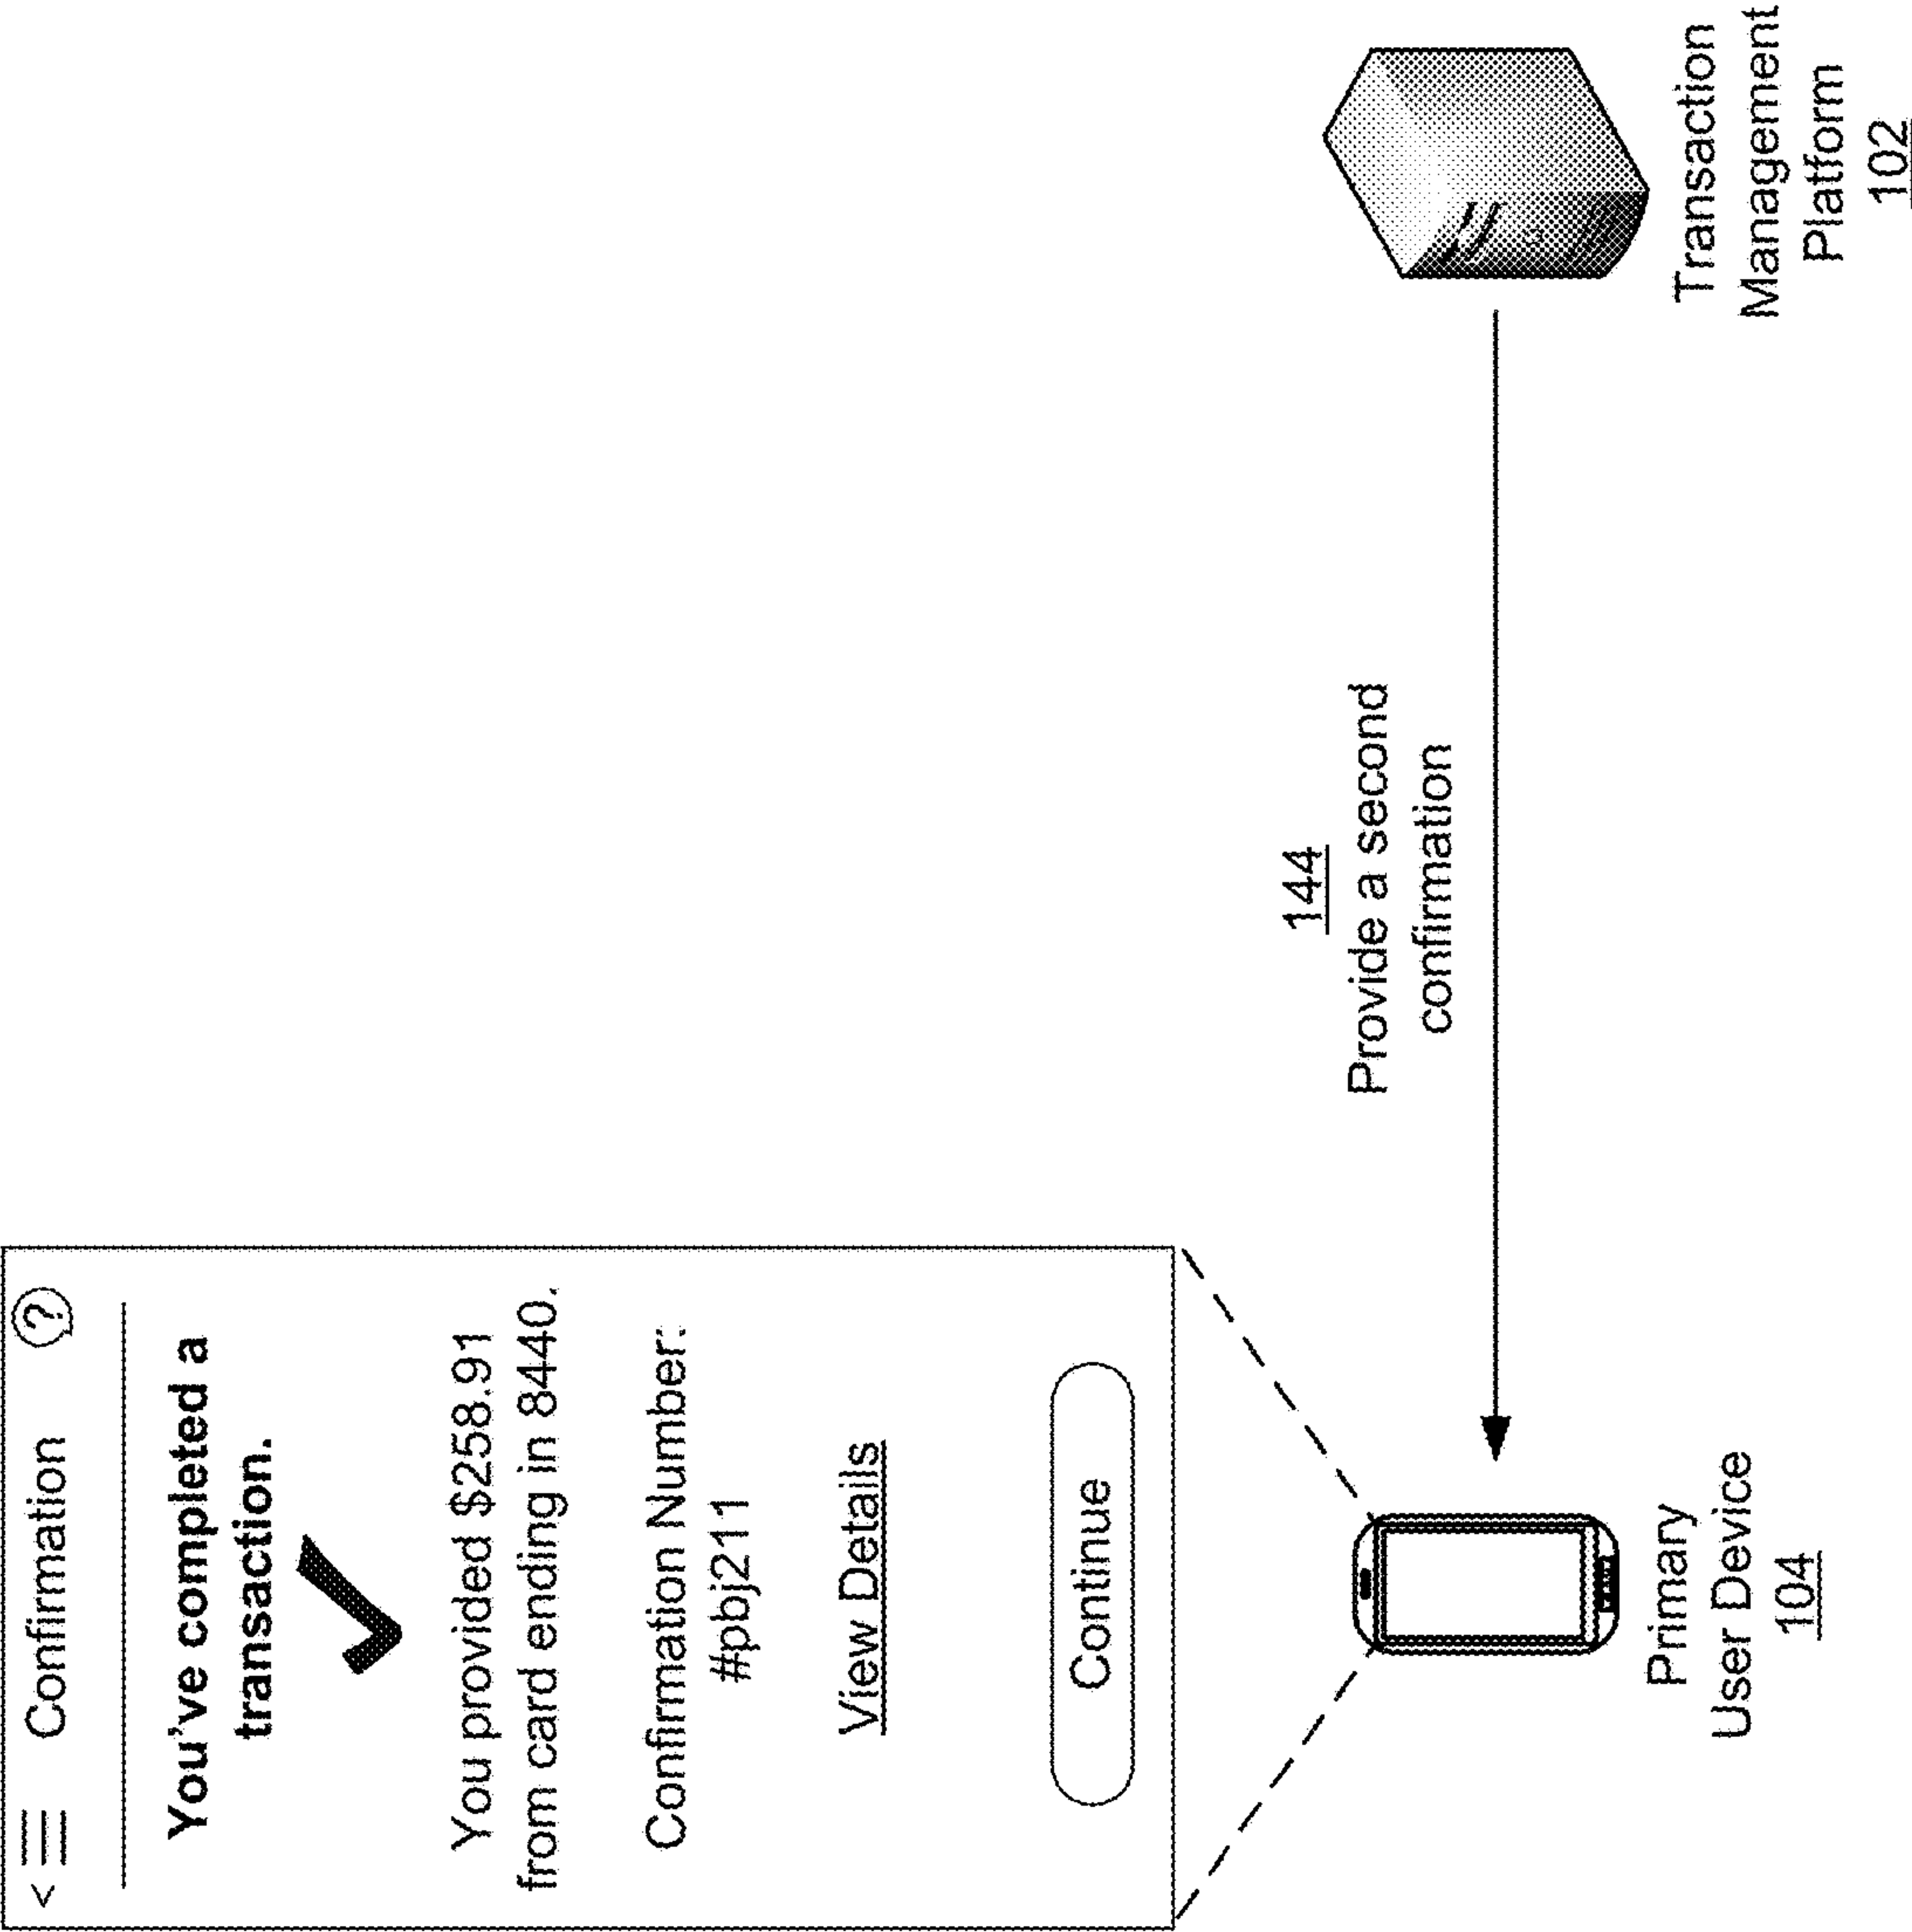 < Confirmation ?
You've completed a
transaction.
You provided $258.91
from card ending in 8440.
Confirmation Number:
#pbj211
View Details
Continue
144
Provide a second
confirmation
Primary
User Device
104
Transaction
Management
Platform
102